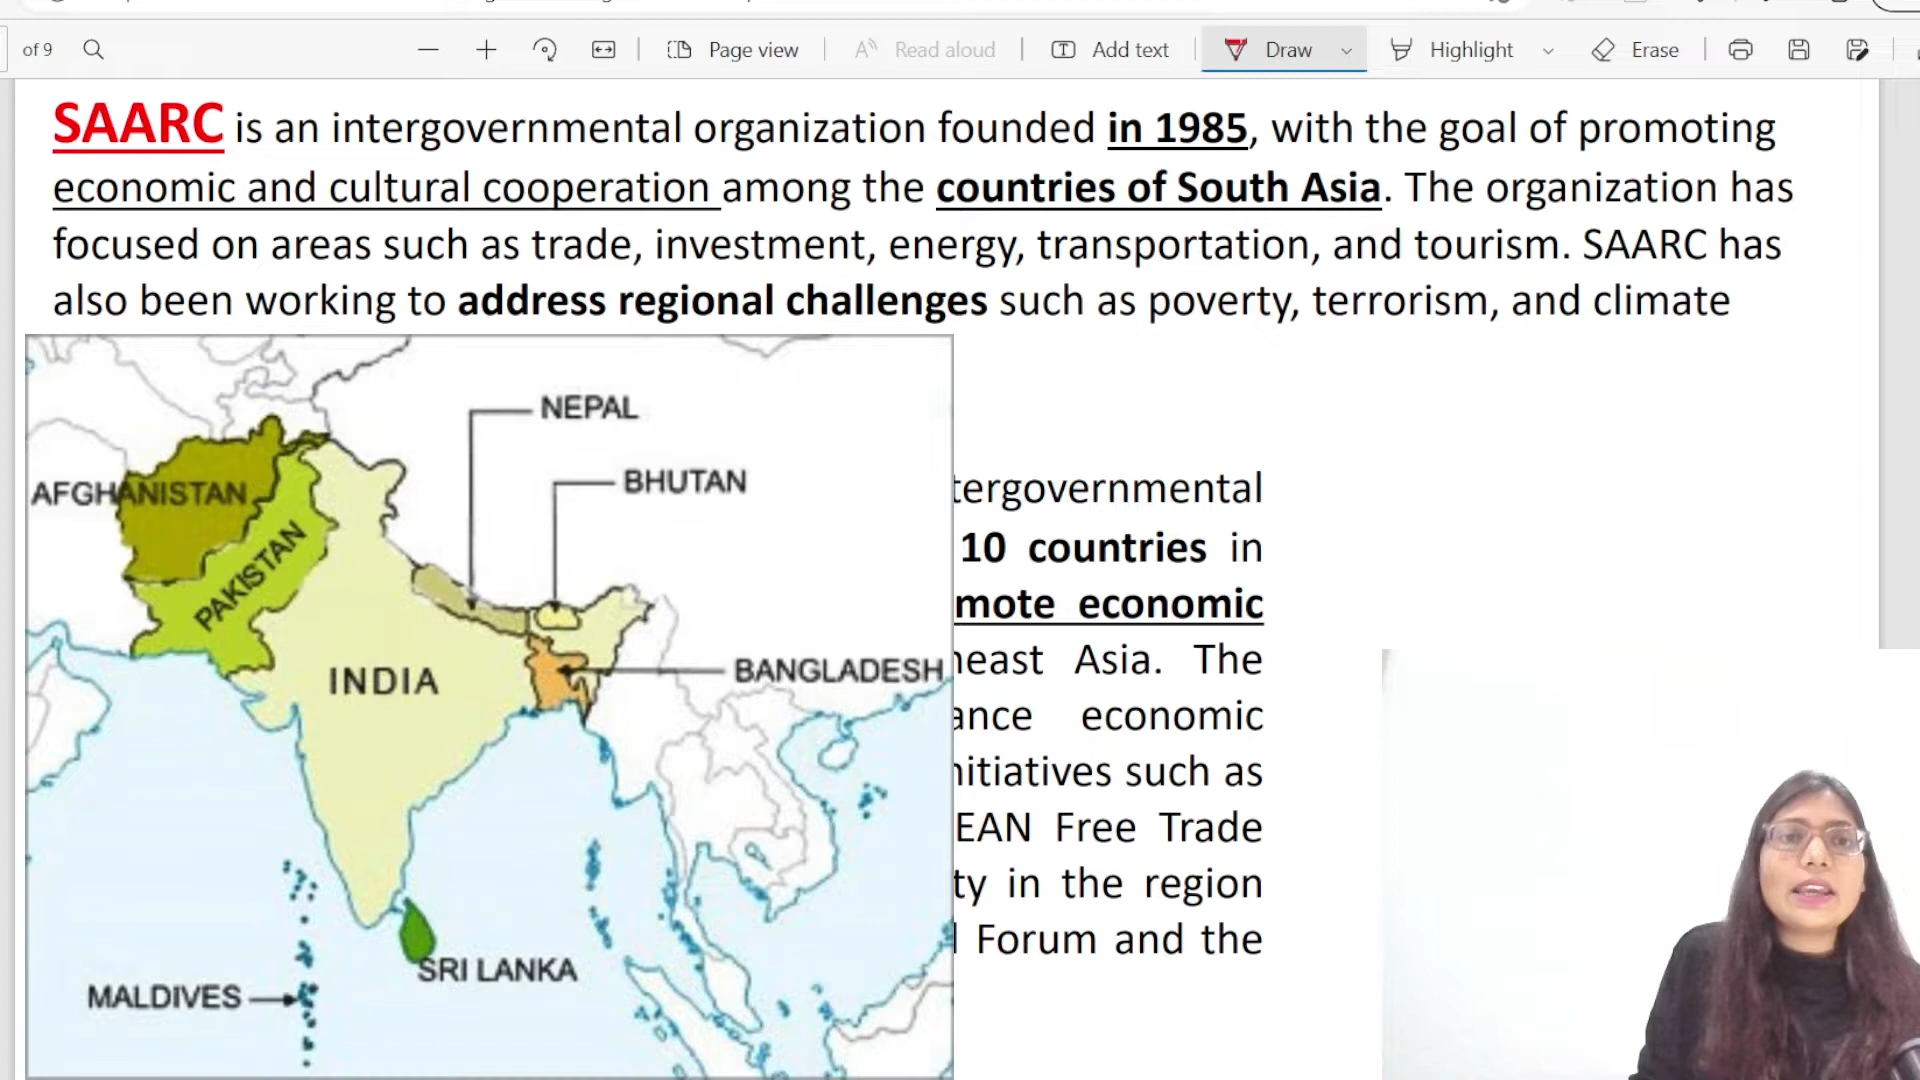 of 9
Page view
Read aloud
Add text
Draw
Highlight
Erase
SAARC is an intergovernmental organization founded in 1985, with the goal of promoting
economic and cultural cooperation among the countries of South Asia. The organization has
focused on areas such as trade, investment, energy, transportation, and tourism. SAARC has
also been working to address regional challenges such as poverty, terrorism, and climate
NEPAL
BHUTAN
AFGHANISTAN
PAKISTAN
INDIA
BANGLADESH
SRI LANKA
MALDIVES
tergovernmental
10 countries in
mote economic
heast Asia. The
ance economic
nitiatives such as
EAN Free Trade
ty in the region
Forum and the